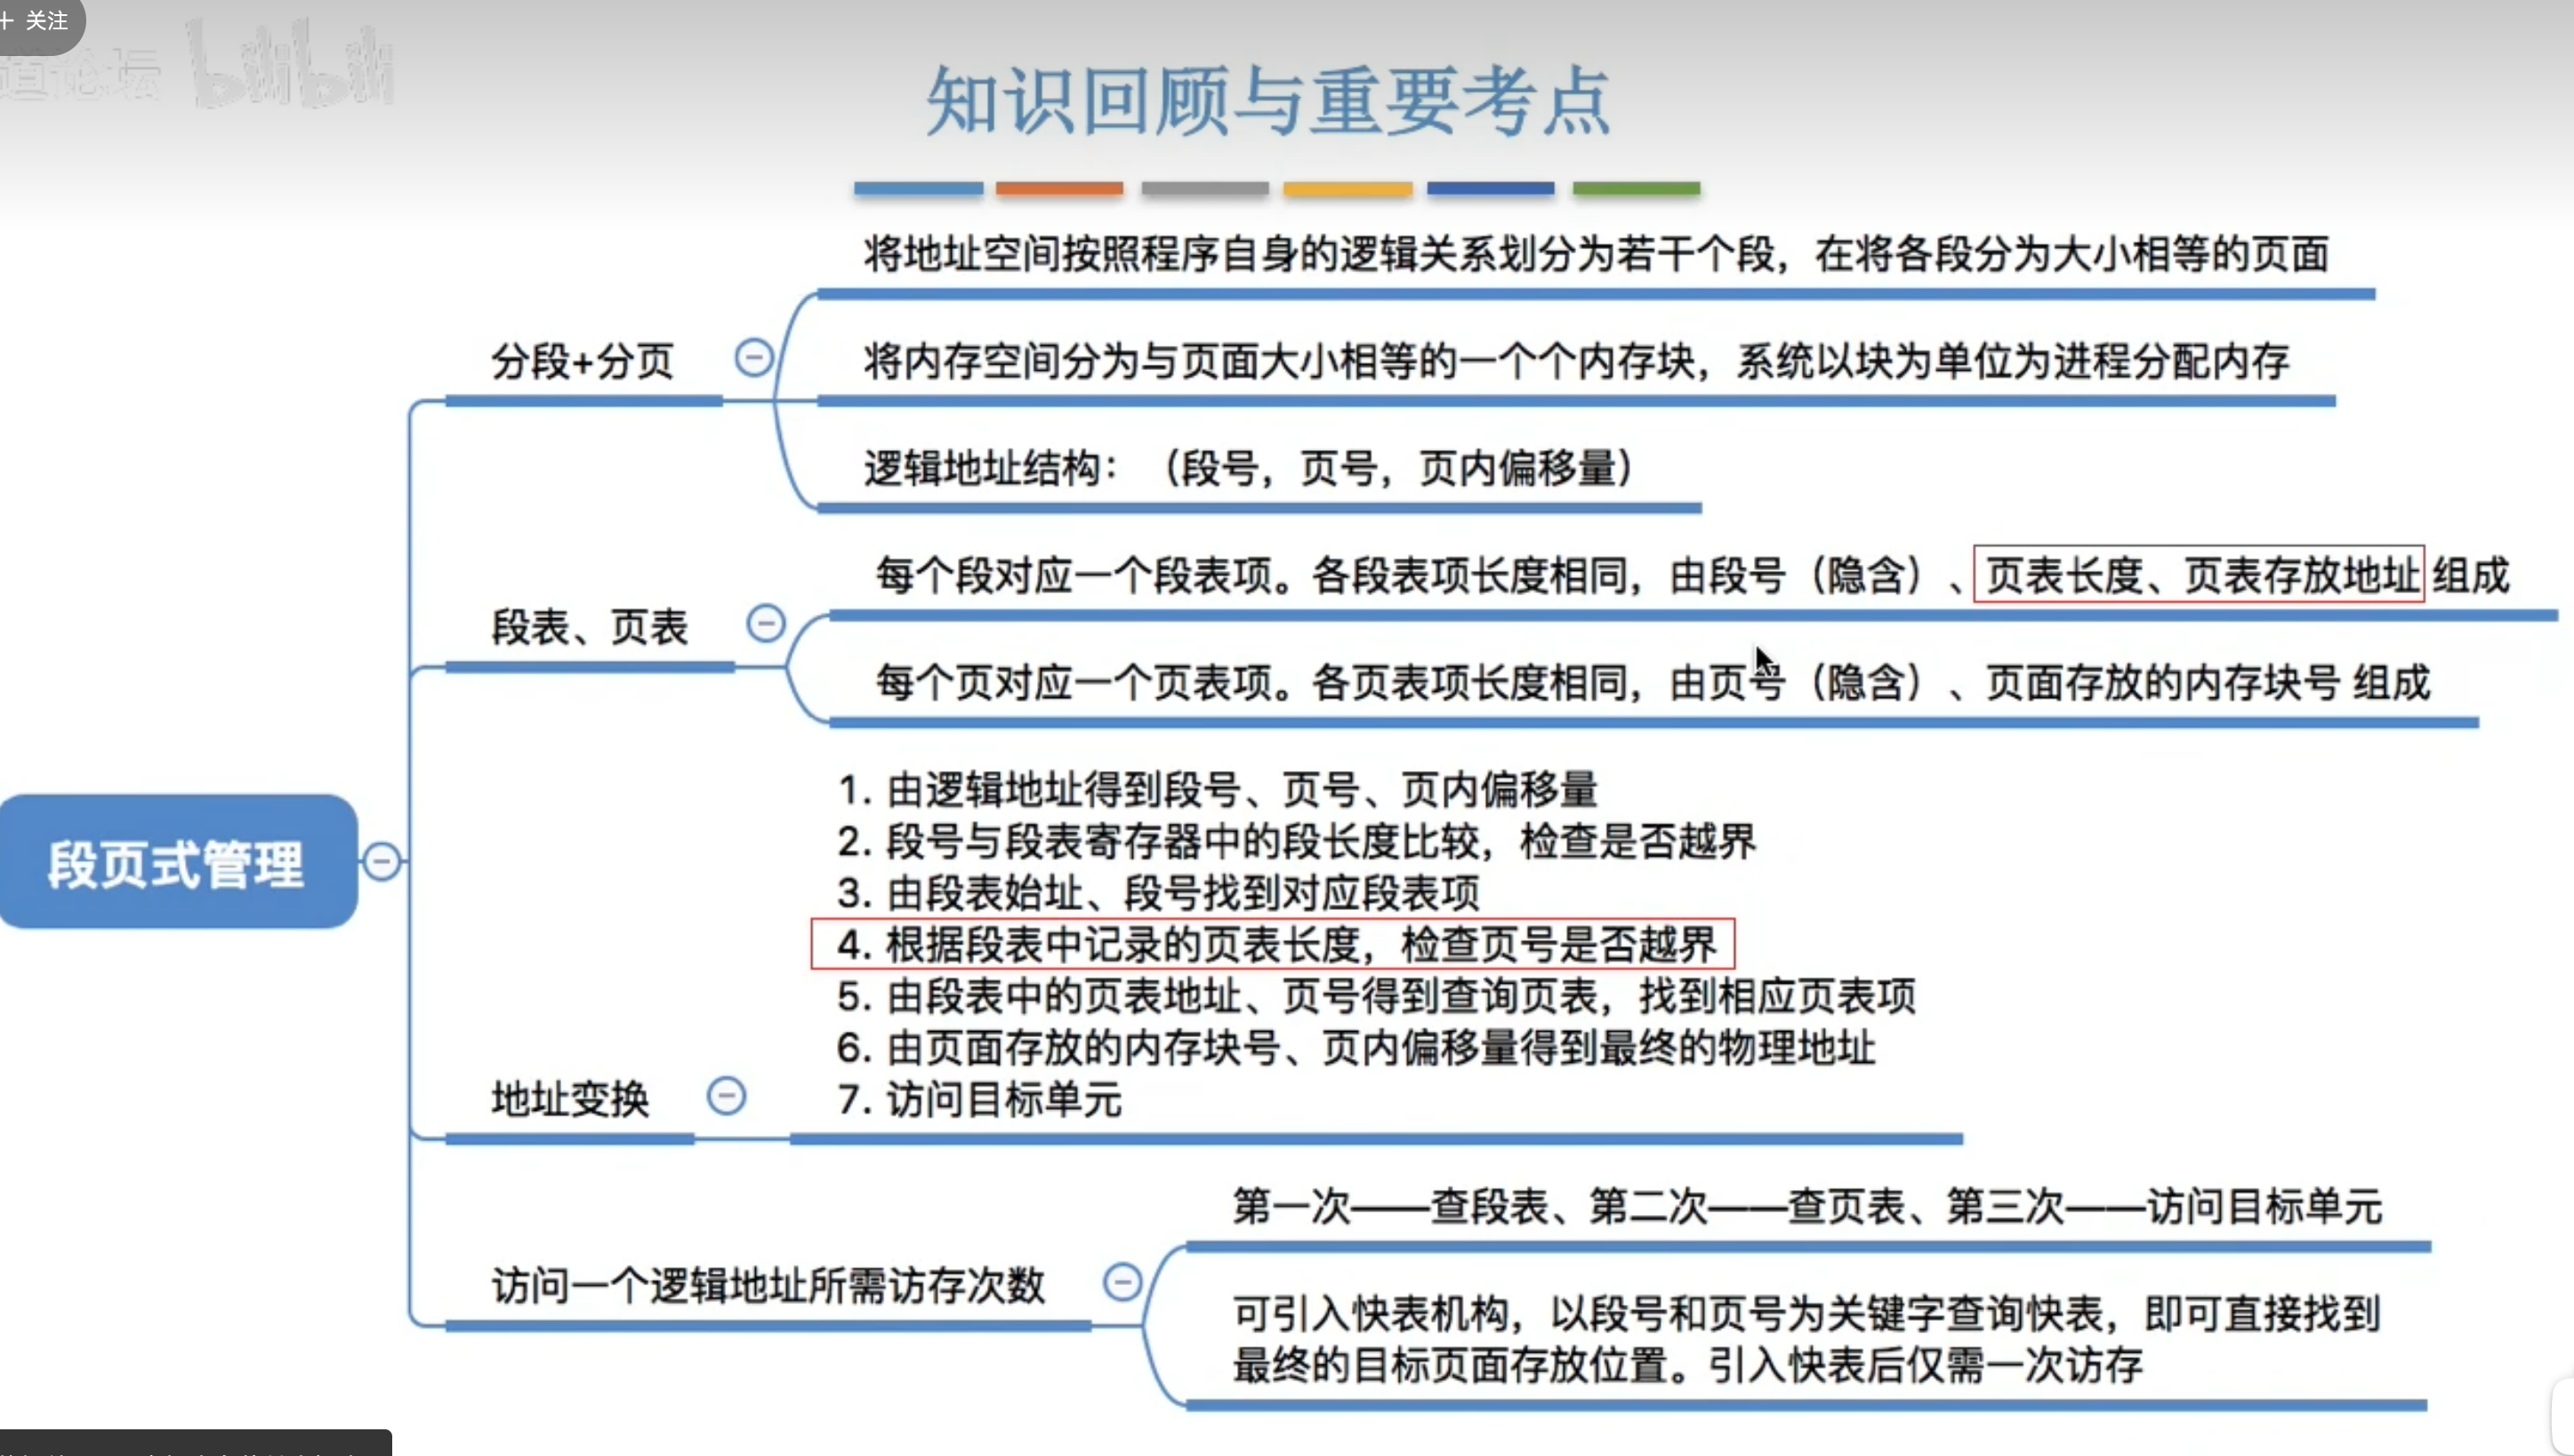 + 关注
道论坛 bilibili
知识回顾与重要考点
将地址空间按照程序自身的逻辑关系划分为若干个段，在将各段分为大小相等的页面
分段+分页
将内存空间分为与页面大小相等的一个个内存块，系统以块为单位为进程分配内存
逻辑地址结构：（段号，页号，页内偏移量）
每个段对应一个段表项。各段表项长度相同，由段号（隐含）、页表长度、页表存放地址 组成
段表、页表
每个页对应一个页表项。各页表项长度相同，由页号（隐含）、页面存放的内存块号 组成
段页式管理
1. 由逻辑地址得到段号、页号、页内偏移量
2. 段号与段表寄存器中的段长度比较，检查是否越界
3. 由段表始址、段号找到对应段表项
4. 根据段表中记录的页表长度，检查页号是否越界
5. 由段表中的页表地址、页号得到查询页表，找到相应页表项
6. 由页面存放的内存块号、页内偏移量得到最终的物理地址
7. 访问目标单元
地址变换
第一次——查段表、第二次——查页表、第三次——访问目标单元
访问一个逻辑地址所需访存次数
可引入快表机构，以段号和页号为关键字查询快表，即可直接找到
最终的目标页面存放位置。引入快表后仅需一次访存